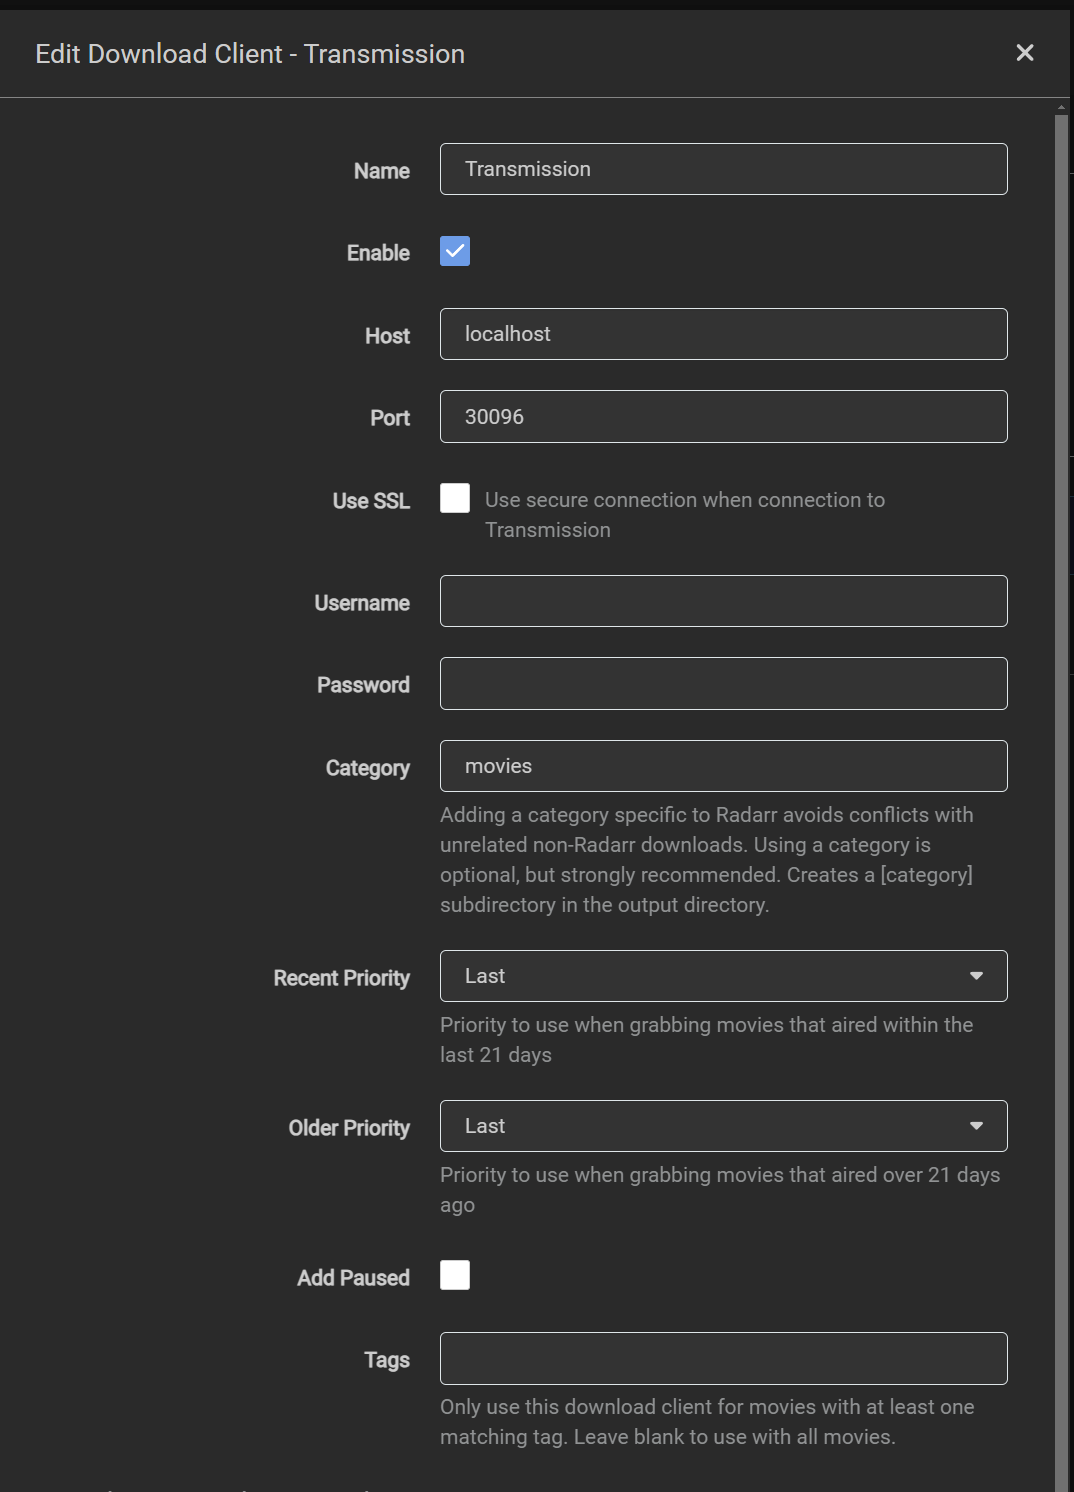 Edit Download Client - Transmission
Name
Transmission
Enable
Host
localhost
Port
30096
Use SSL
Use secure connection when connection to
Transmission
Username
Password
Category
movies
Adding a category specific to Radarr avoids conflicts with
unrelated non-Radarr downloads. Using a category is
optional, but strongly recommended. Creates a [category]
subdirectory in the output directory.
Recent Priority
Last
Priority to use when grabbing movies that aired within the
last 21 days
Older Priority
Last
Priority to use when grabbing movies that aired over 21 days
ago
Add Paused
Tags
Only use this download client for movies with at least one
matching tag. Leave blank to use with all movies.